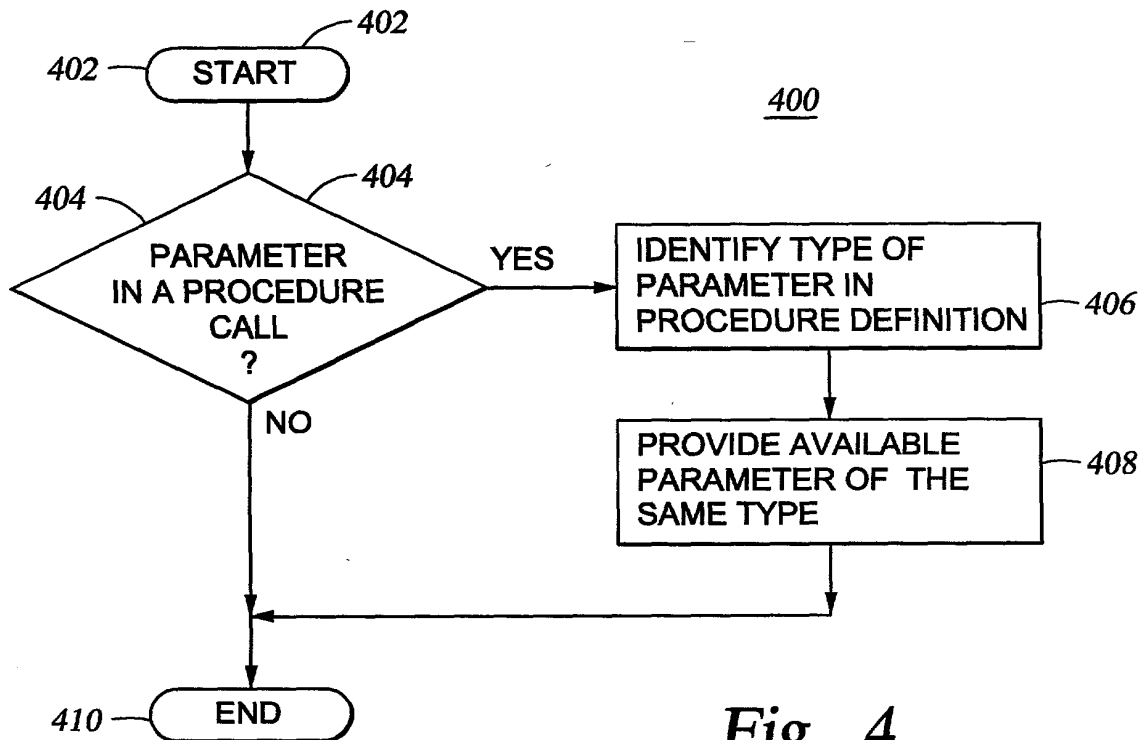 402
402
START
400
404
404
PARAMETER
IN A PROCEDURE
CALL
?
YES
IDENTIFY TYPE OF
PARAMETER IN
PROCEDURE DEFINITION
406
NO
PROVIDE AVAILABLE
PARAMETER OF THE
SAME TYPE
408
410
END
Fig. 4